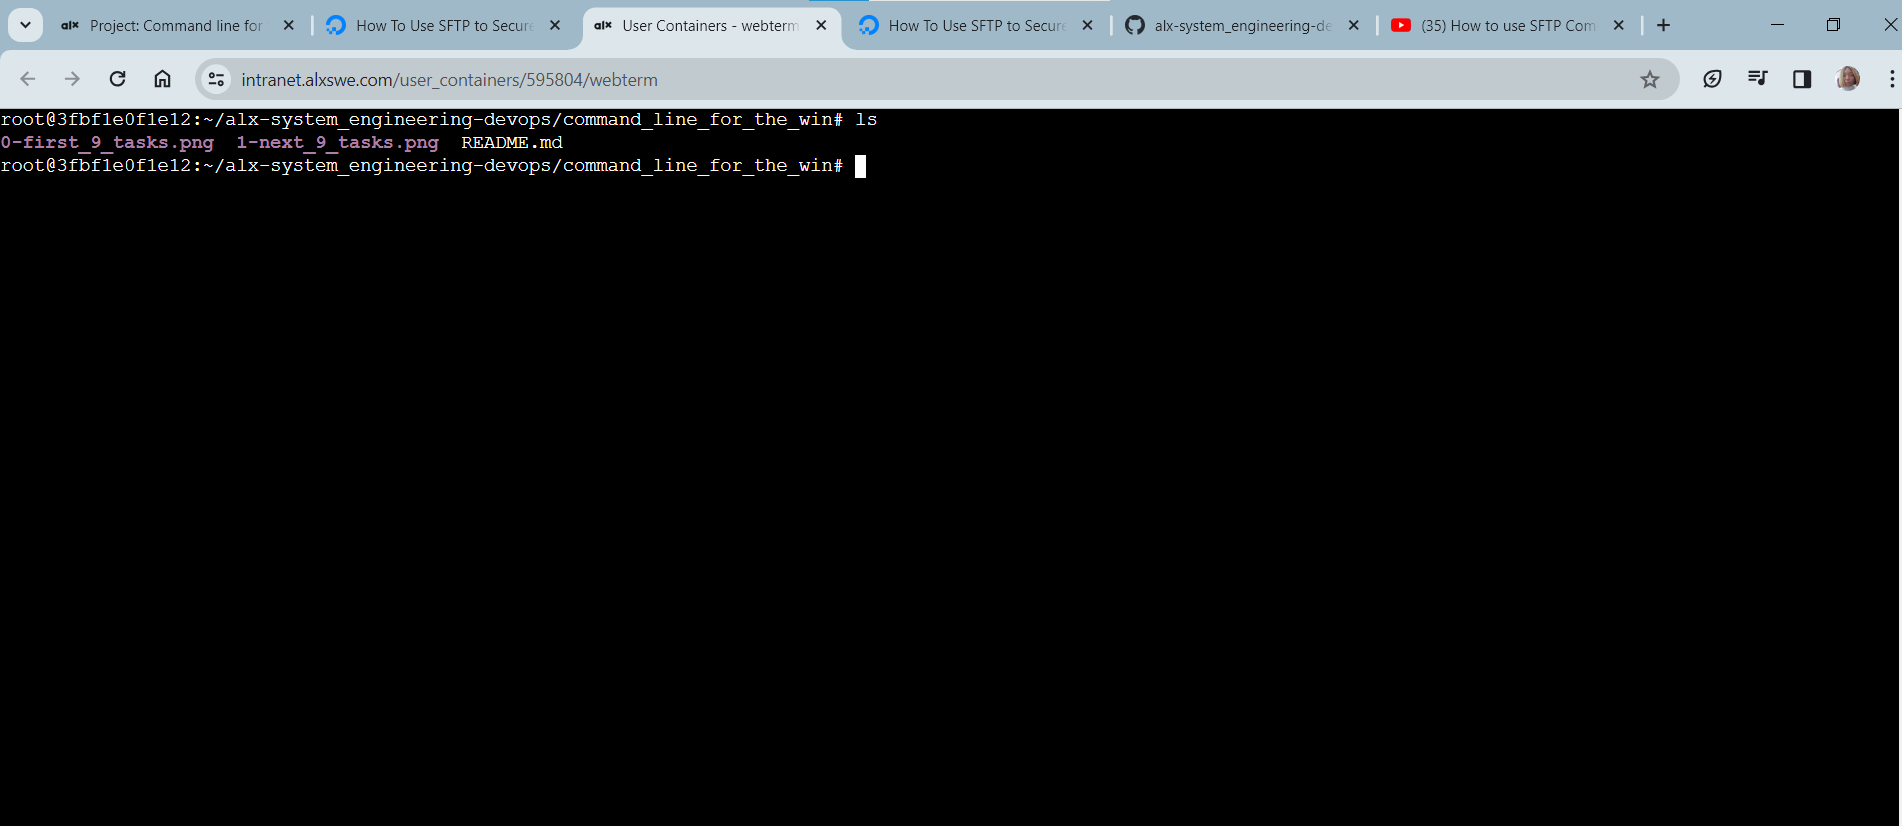 alx Project: Command line for
How To Use SFTP to Secure
alx User Containers - webterm
How To Use SFTP to Secure
alx-system_engineering-de
(35) How to use SFTP Com
intranet.alxswe.com/user_containers/595804/webterm
root@3fbf1e0f1e12:~/alx-system_engineering-devops/command_line_for_the_win# ls
0-first_9_tasks.png  1-next_9_tasks.png  README.md
root@3fbf1e0f1e12:~/alx-system_engineering-devops/command_line_for_the_win#